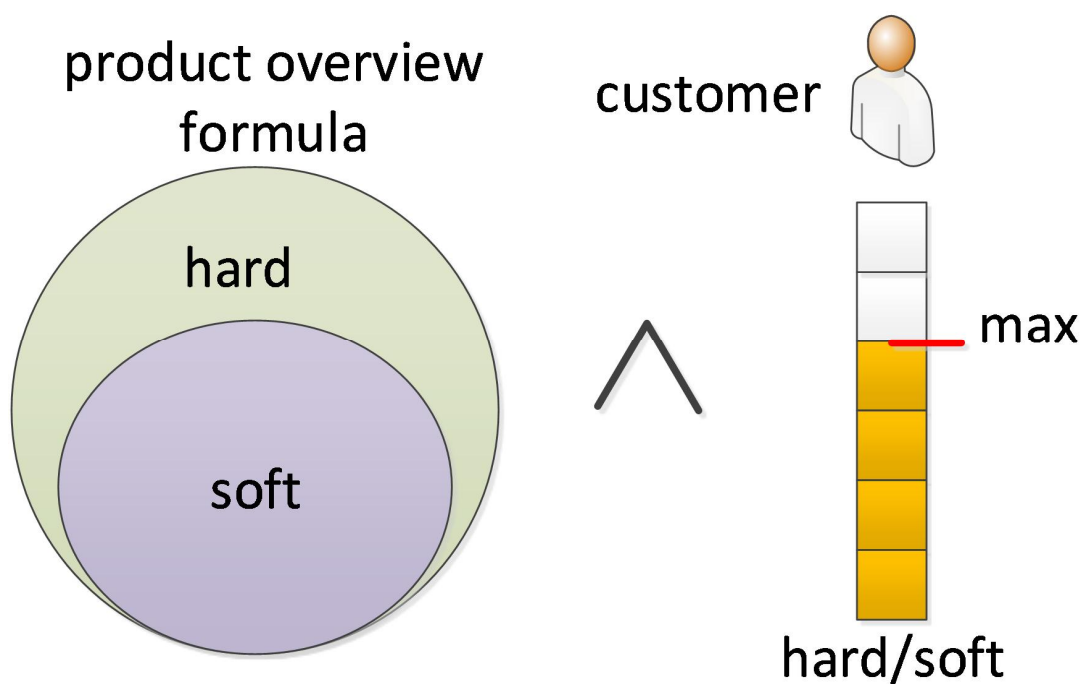 product overview
formula
hard
soft
customer
max
hard/soft